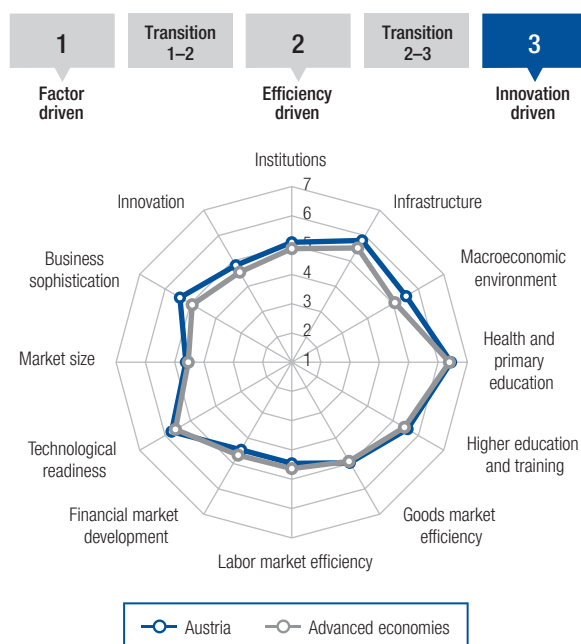 1
Transition
1–2
2
Transition
2–3
3
Factor
driven
Efficiency
driven
Innovation
driven
Institutions
7
Innovation
6
Infrastructure
5
Business
sophistication
4
Macroeconomic
environment
3
2
Market size
1
Health and
primary
education
Technological
readiness
Higher education
and training
Financial market
development
Goods market
efficiency
Labor market efficiency
Austria
Advanced economies